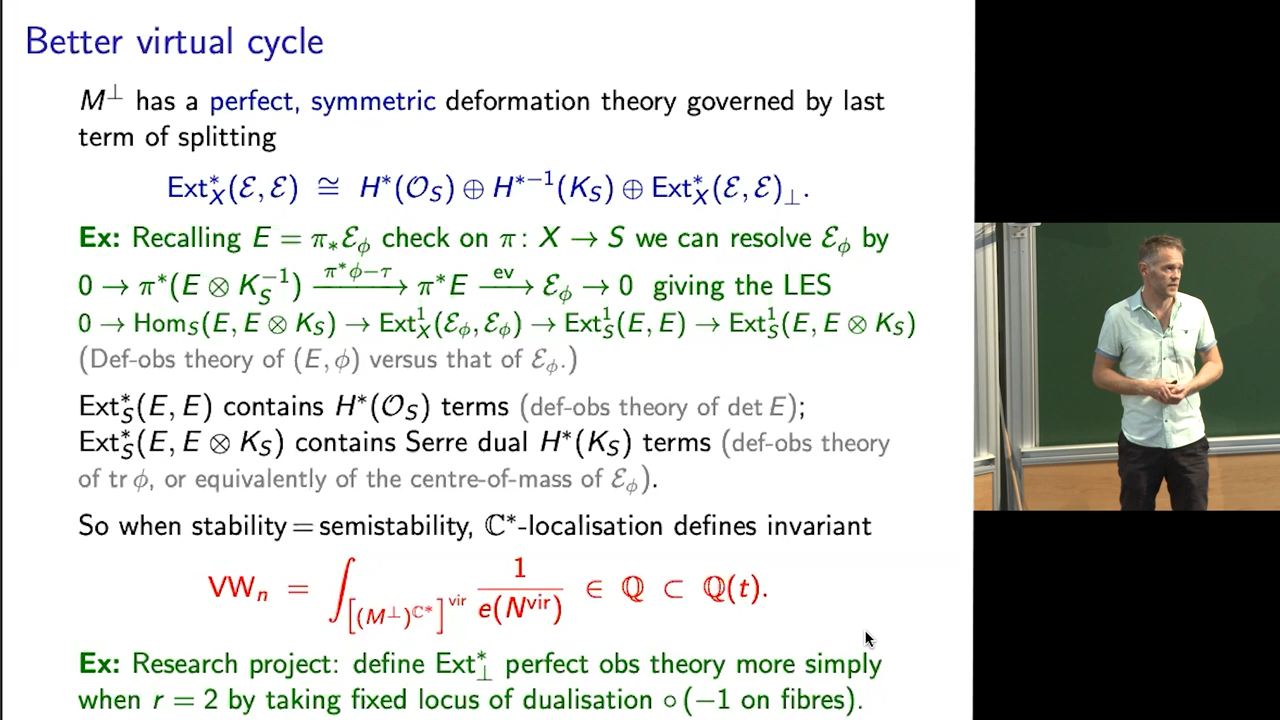 Better virtual cycle
M⊥ has a perfect, symmetric deformation theory governed by last
term of splitting
Ext*_X(ℰ, ℰ) ≅ H*(𝒪_S) ⊕ H*⁻¹(K_S) ⊕ Ext*_X(ℰ, ℰ)_⊥.
Ex: Recalling E = π_*ℰ_ϕ check on π: X → S we can resolve ℰ_ϕ by
0 → π*(E ⊗ K_S⁻¹) —π*ϕ−τ→ π*E —ev→ ℰ_ϕ → 0 giving the LES
0 → Hom_S(E, E ⊗ K_S) → Ext¹_X(ℰ_ϕ, ℰ_ϕ) → Ext¹_S(E, E) → Ext¹_S(E, E ⊗ K_S)
(Def-obs theory of (E, ϕ) versus that of ℰ_ϕ.)
Ext*_S(E, E) contains H*(𝒪_S) terms (def-obs theory of det E);
Ext*_S(E, E ⊗ K_S) contains Serre dual H*(K_S) terms (def-obs theory
of tr ϕ, or equivalently of the centre-of-mass of ℰ_ϕ).
So when stability = semistability, ℂ*-localisation defines invariant
VW_n = ∫_{[(M⊥)^{ℂ*}]^{vir}} 1/e(N^{vir}) ∈ ℚ ⊂ ℚ(t).
Ex: Research project: define Ext*_⊥ perfect obs theory more simply
when r = 2 by taking fixed locus of dualisation ∘ (−1 on fibres).